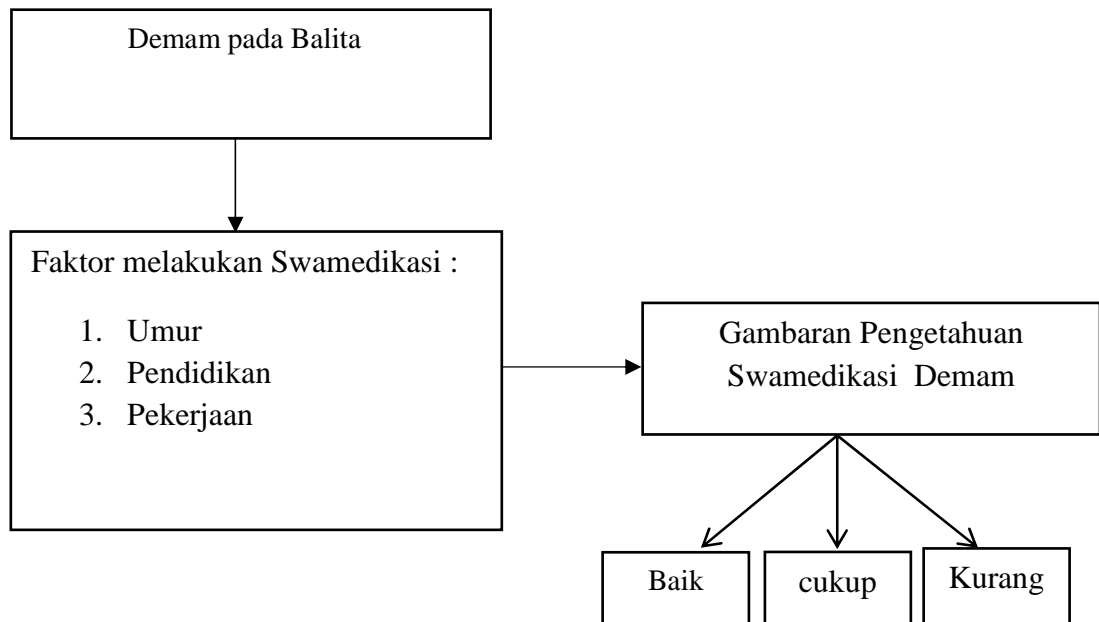 Demam pada Balita
Faktor melakukan Swamedikasi :
1. Umur
2. Pendidikan
3. Pekerjaan
Gambaran Pengetahuan
Swamedikasi Demam
Baik
cukup
Kurang